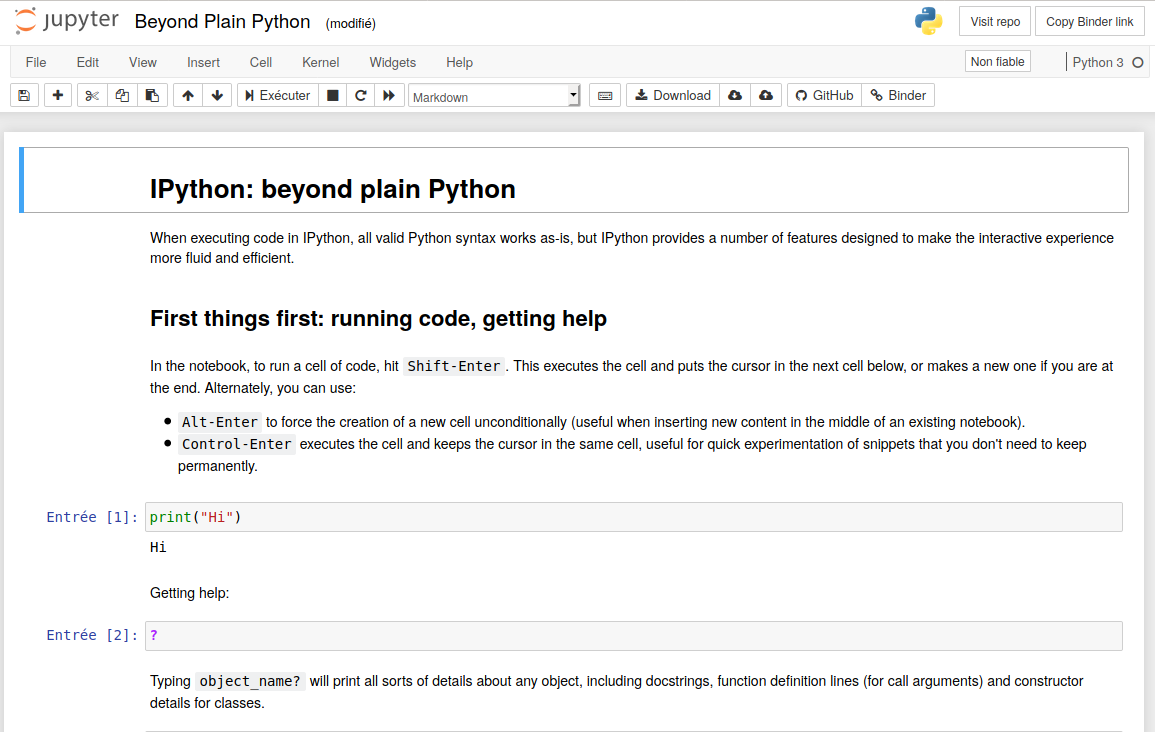 jupyter Beyond Plain Python (modifié) Visit repo Copy Binder link
File Edit View Insert Cell Kernel Widgets Help Non fiable Python 3
Exécuter Markdown Download GitHub Binder
IPython: beyond plain Python
When executing code in IPython, all valid Python syntax works as-is, but IPython provides a number of features designed to make the interactive experience
more fluid and efficient.
First things first: running code, getting help
In the notebook, to run a cell of code, hit Shift-Enter. This executes the cell and puts the cursor in the next cell below, or makes a new one if you are at
the end. Alternately, you can use:
Alt-Enter to force the creation of a new cell unconditionally (useful when inserting new content in the middle of an existing notebook).
Control-Enter executes the cell and keeps the cursor in the same cell, useful for quick experimentation of snippets that you don't need to keep
permanently.
Entrée [1]: print("Hi")
Hi
Getting help:
Entrée [2]: ?
Typing object_name? will print all sorts of details about any object, including docstrings, function definition lines (for call arguments) and constructor
details for classes.